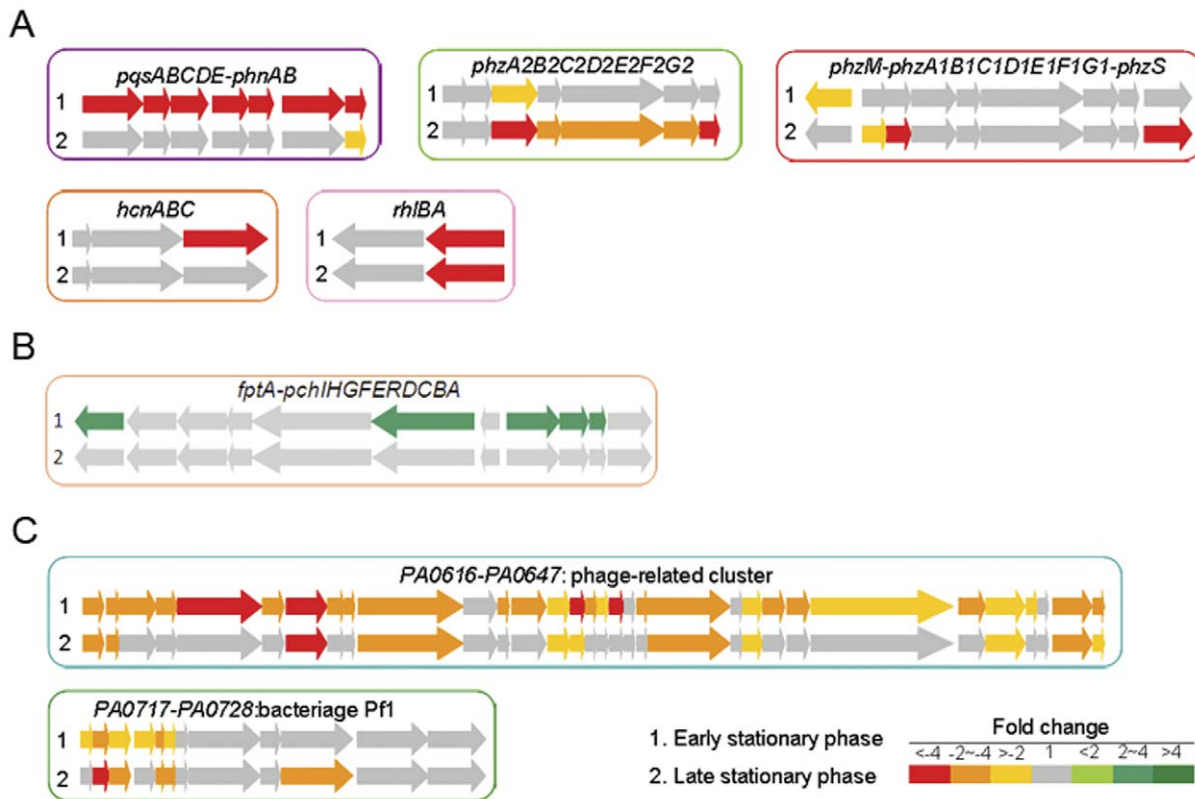 A
pqsABCDE-phnAB
1
2
phzA2B2C2D2E2F2G2
1
2
phzM-phzA1B1C1D1E1F1G1-phzS
1
2
hcnABC
1
2
rhlBA
1
2
B
fptA-pchIHGFERDCBA
1
2
C
PA0616-PA0647: phage-related cluster
1
2
PA0717-PA0728:bacteriage Pf1
1
2
1. Early stationary phase
2. Late stationary phase
Fold change
<-4 -2~-4 >-2 1 <2 2~4 >4